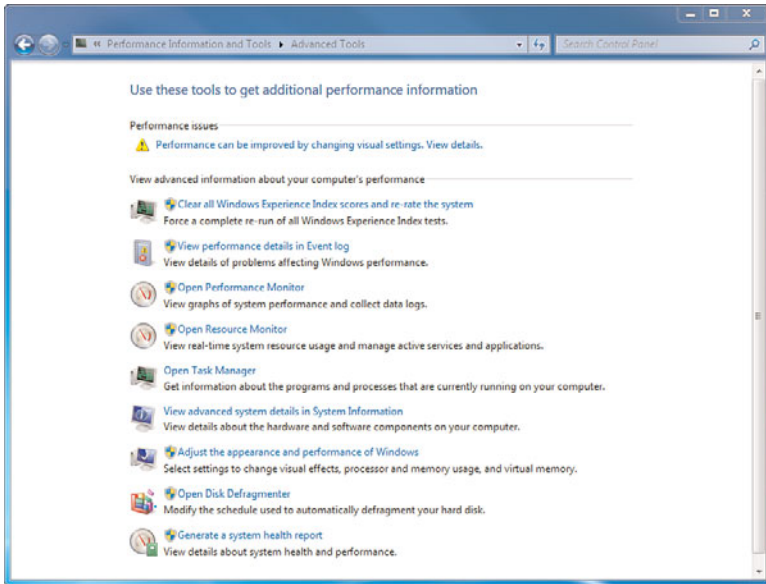 « Performance Information and Tools ▸ Advanced Tools
Search Control Panel
Use these tools to get additional performance information
Performance issues
Performance can be improved by changing visual settings. View details.
View advanced information about your computer's performance
Clear all Windows Experience Index scores and re-rate the system
Force a complete re-run of all Windows Experience Index tests.
View performance details in Event log
View details of problems affecting Windows performance.
Open Performance Monitor
View graphs of system performance and collect data logs.
Open Resource Monitor
View real-time system resource usage and manage active services and applications.
Open Task Manager
Get information about the programs and processes that are currently running on your computer.
View advanced system details in System Information
View details about the hardware and software components on your computer.
Adjust the appearance and performance of Windows
Select settings to change visual effects, processor and memory usage, and virtual memory.
Open Disk Defragmenter
Modify the schedule used to automatically defragment your hard disk.
Generate a system health report
View details about system health and performance.